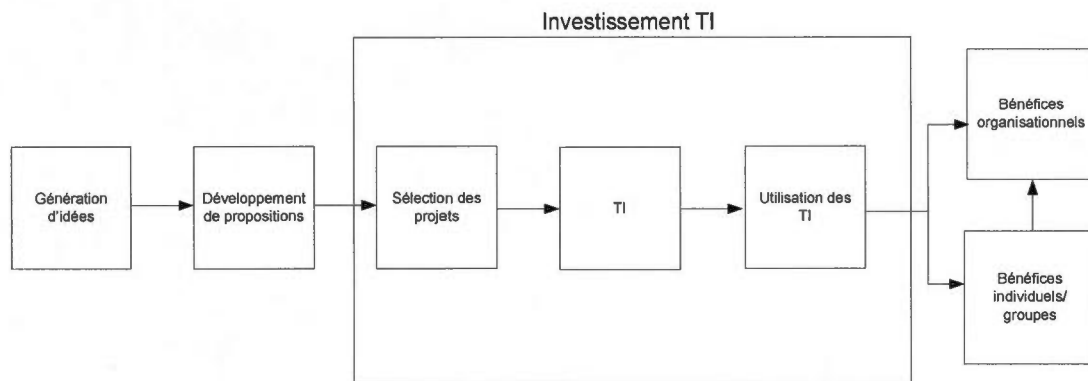 Investissement TI
Génération
d'idées
Développement
de propositions
Sélection des
projets
TI
Utilisation des
TI
Bénéfices
organisationnels
Bénéfices
individuels/
groupes